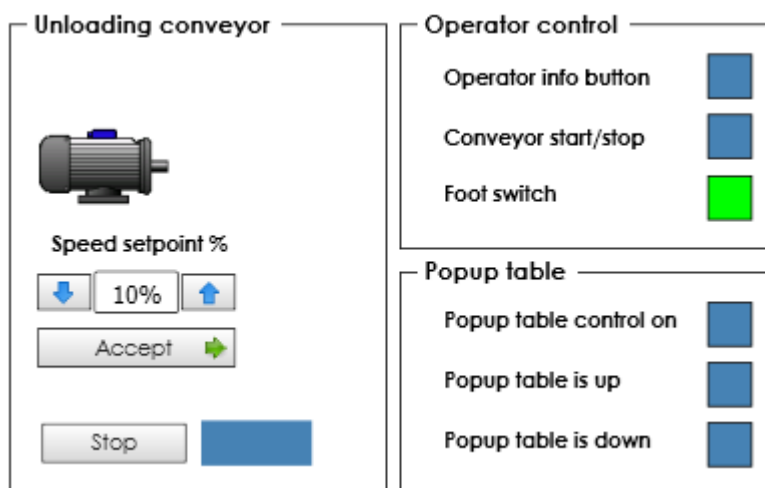 Unloading conveyor
Speed setpoint %
10%
Accept
Stop
Operator control
Operator info button
Conveyor start/stop
Foot switch
Popup table
Popup table control on
Popup table is up
Popup table is down